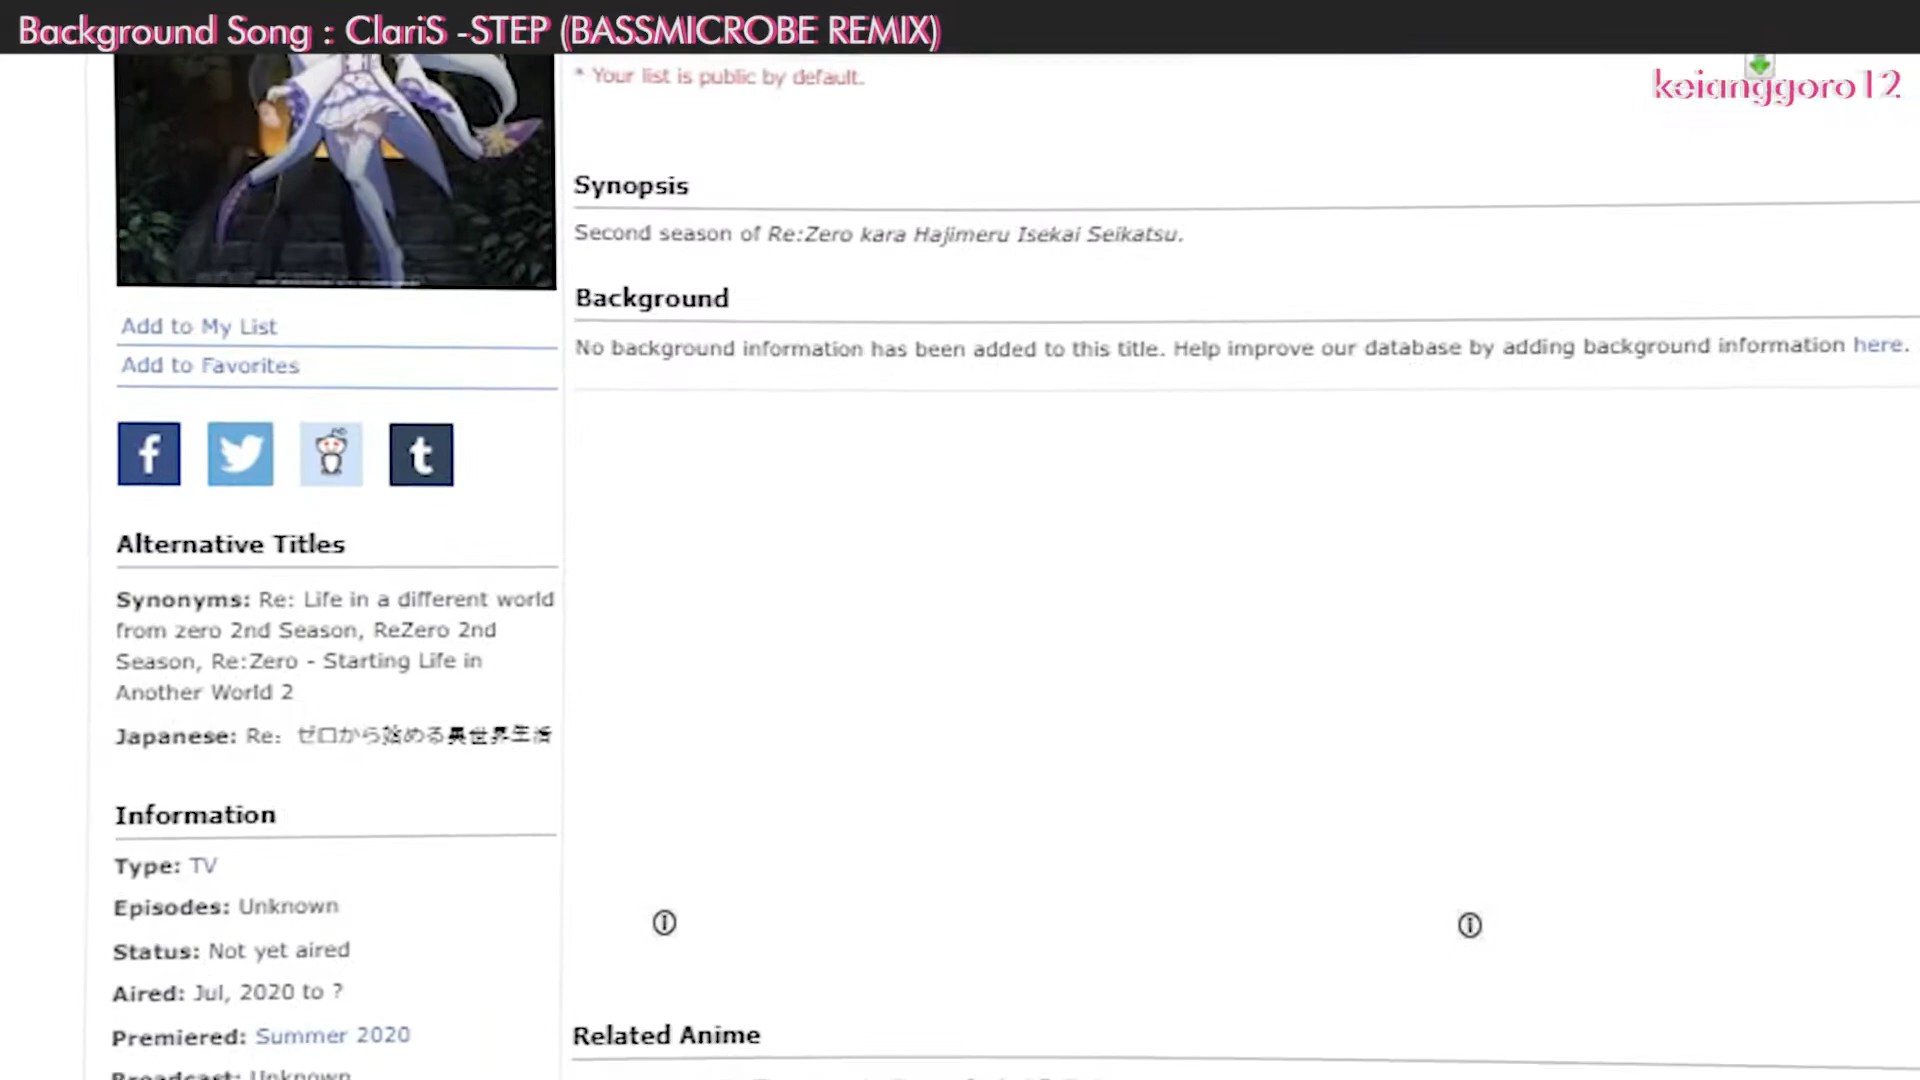 Background Song : ClariS -STEP (BASSMICROBE REMIX)
keianggoro12
* Your list is public by default.
Synopsis
Second season of Re:Zero kara Hajimeru Isekai Seikatsu.
Background
No background information has been added to this title. Help improve our database by adding background information here.
Add to My List
Add to Favorites
Alternative Titles
Synonyms: Re: Life in a different world
from zero 2nd Season, ReZero 2nd
Season, Re:Zero - Starting Life in
Another World 2
Japanese: Re: ゼロから始める異世界生活
Information
Type: TV
Episodes: Unknown
Status: Not yet aired
Aired: Jul, 2020 to ?
Premiered: Summer 2020
Broadcast: Unknown
Related Anime